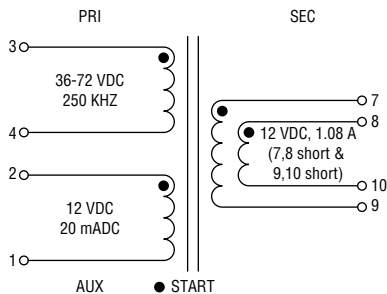 PRI
SEC
3
36-72 VDC
250 KHZ
4
2
12 VDC
20 mADC
1
7
8
12 VDC, 1.08 A
(7,8 short &
9,10 short)
10
9
AUX
START